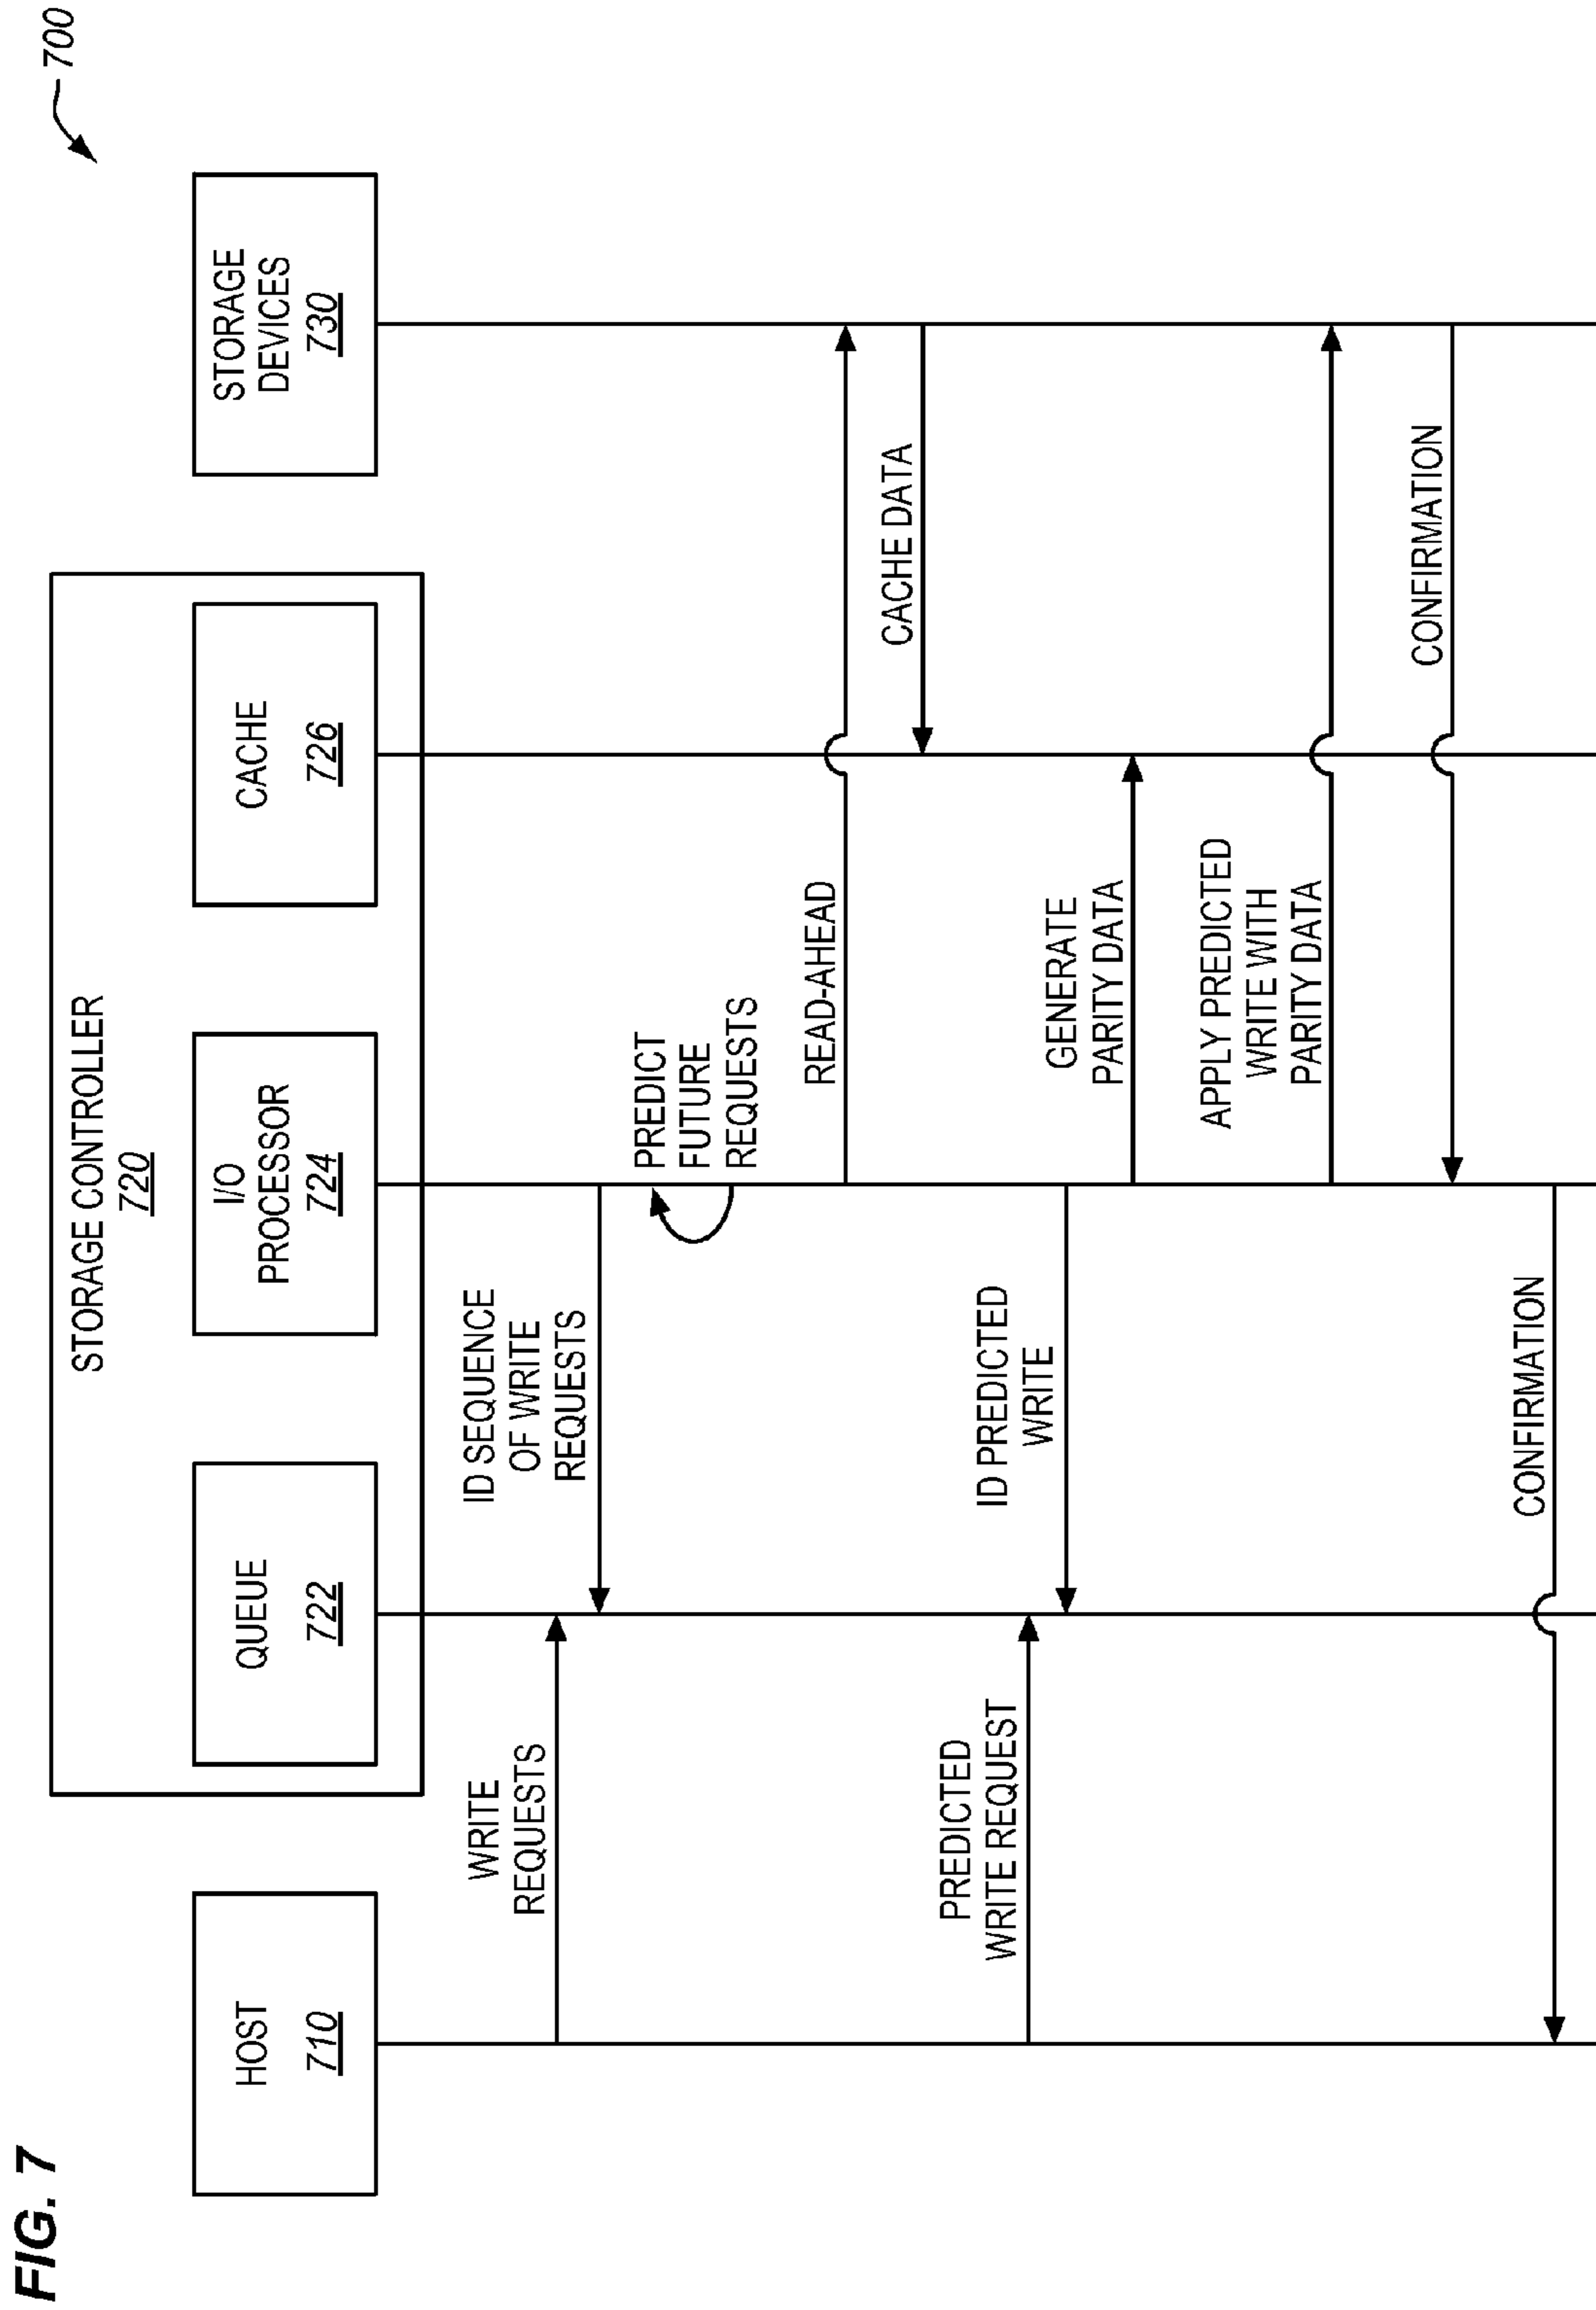 FIG. 7
700
STORAGE CONTROLLER
720
HOST
710
QUEUE
722
I/O
PROCESSOR
724
CACHE
726
STORAGE
DEVICES
730
WRITE
REQUESTS
ID SEQUENCE
OF WRITE
REQUESTS
PREDICT
FUTURE
REQUESTS
READ-AHEAD
CACHE DATA
PREDICTED
WRITE REQUEST
ID PREDICTED
WRITE
GENERATE
PARITY DATA
APPLY PREDICTED
WRITE WITH
PARITY DATA
CONFIRMATION
CONFIRMATION